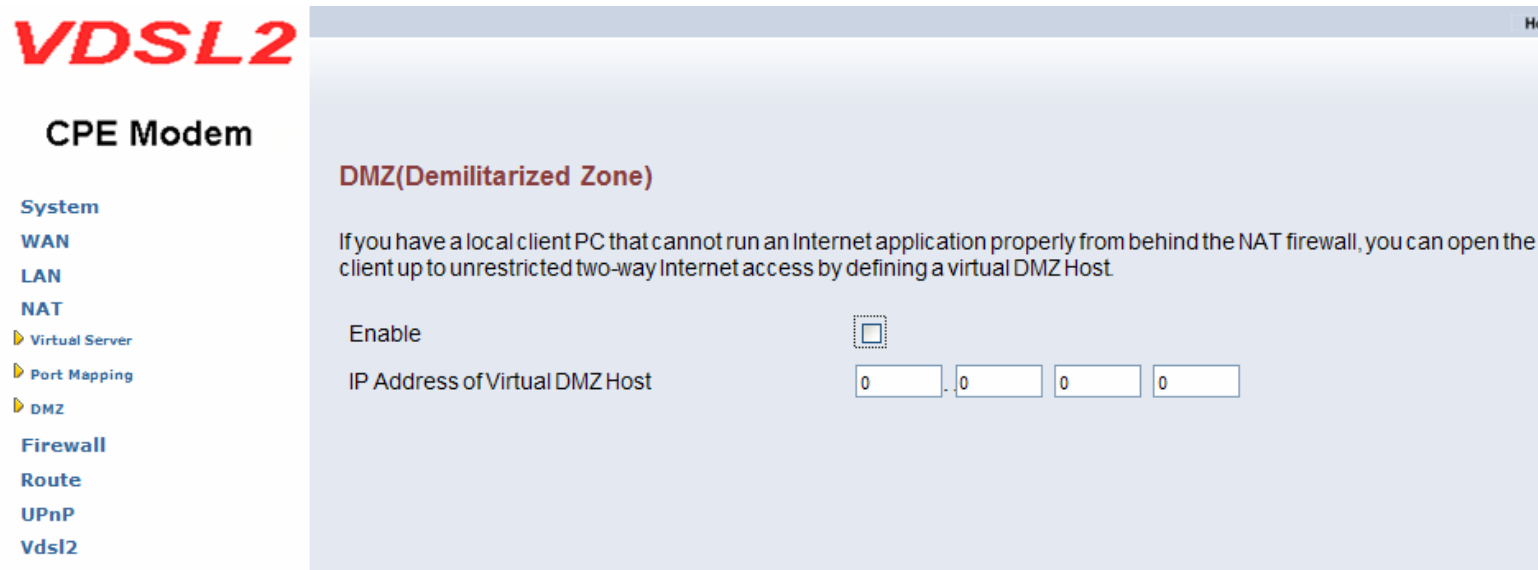 VDSL2
CPE Modem
System
WAN
LAN
NAT
Virtual Server
Port Mapping
DMZ
Firewall
Route
UPnP
Vdsl2
DMZ(Demilitarized Zone)
If you have a local client PC that cannot run an Internet application properly from behind the NAT firewall, you can open the
client up to unrestricted two-way Internet access by defining a virtual DMZ Host.
Enable
IP Address of Virtual DMZ Host
0 . . 0 0 0